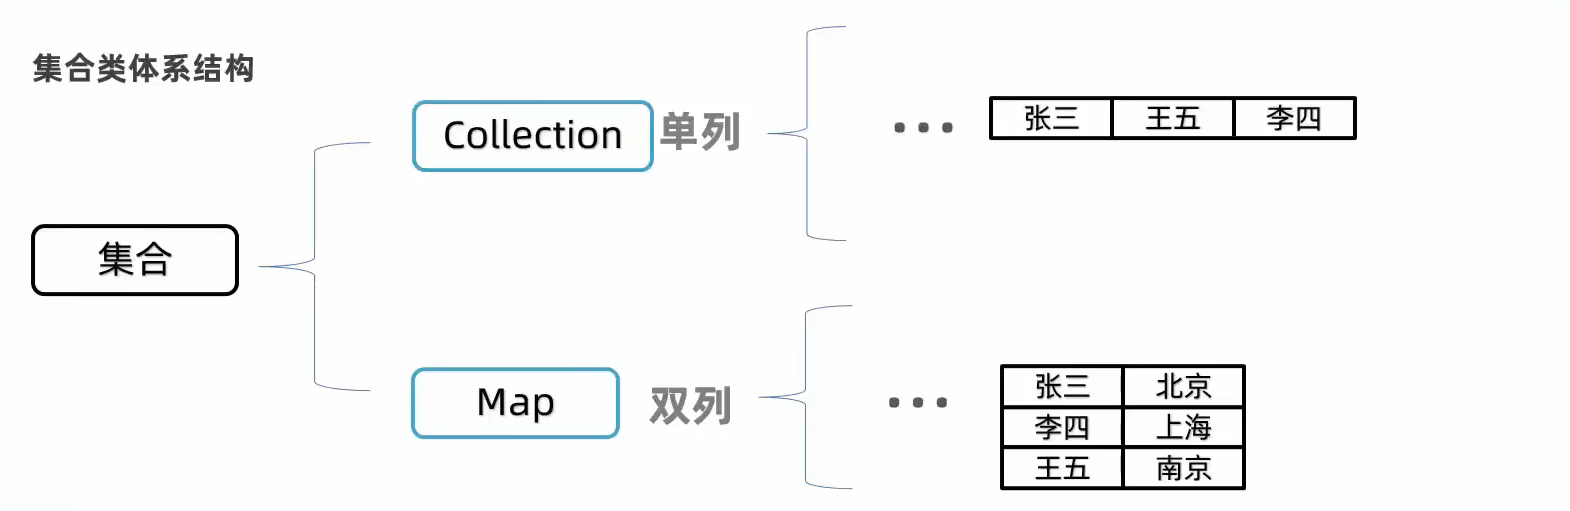 集合类体系结构
Collection 单列
... 张三 王五 李四
集合
Map 双列
... 张三 北京
李四 上海
王五 南京